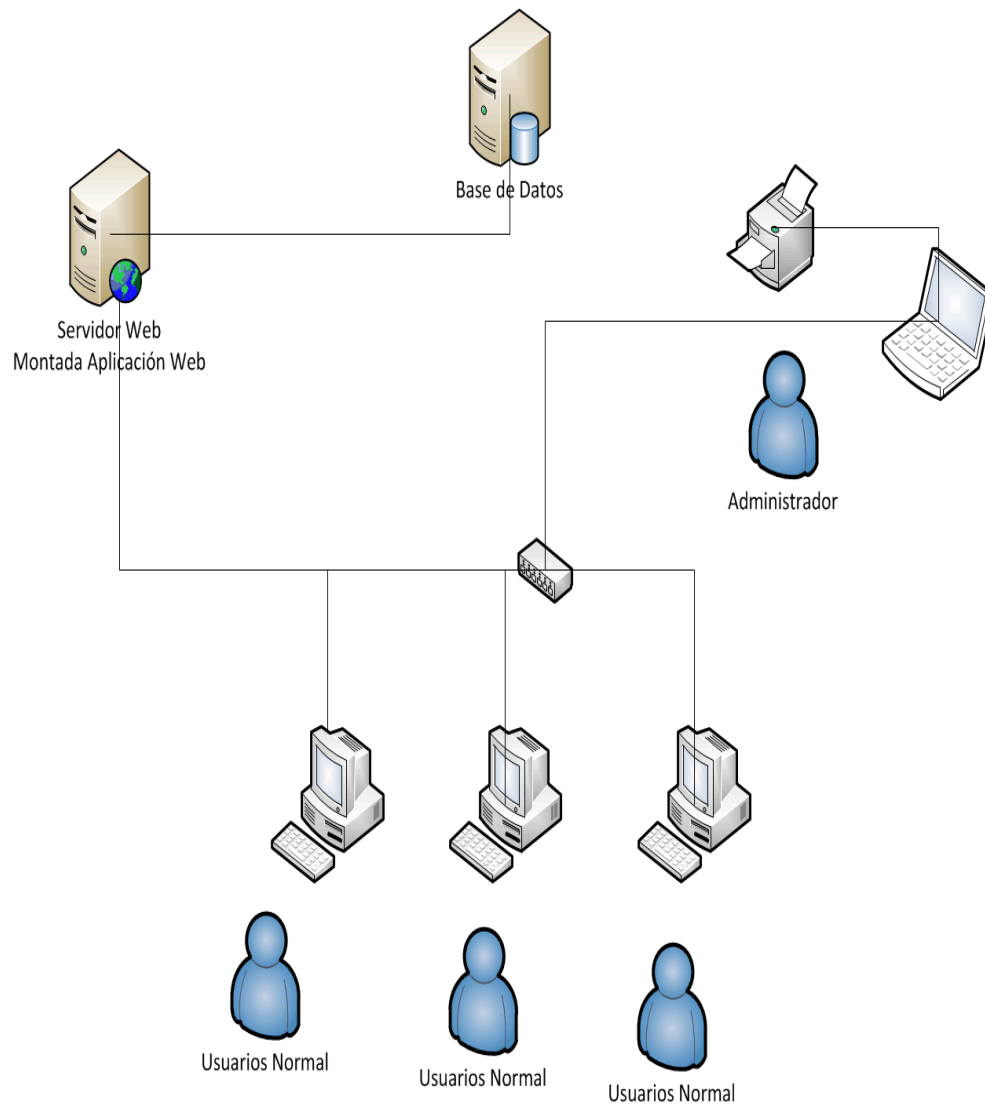 Base de Datos
Servidor Web
Montada Aplicación Web
Administrador
Usuarios Normal
Usuarios Normal
Usuarios Normal